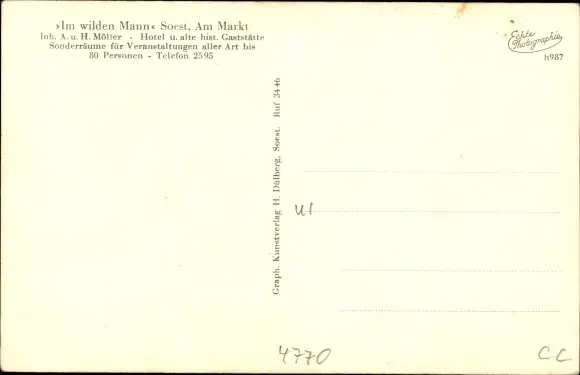 »Im wilden Mann« Soest, Am Markt
Inh. A. u. H. Möller - Hotel u. alte hist. Gaststätte
Sonderräume für Veranstaltungen aller Art bis
80 Personen - Telefon 2595
Echte
Photographie
h987
Graph. Kunstverlag H. Dülberg, Soest. Ruf 3446
ul
4770
CC